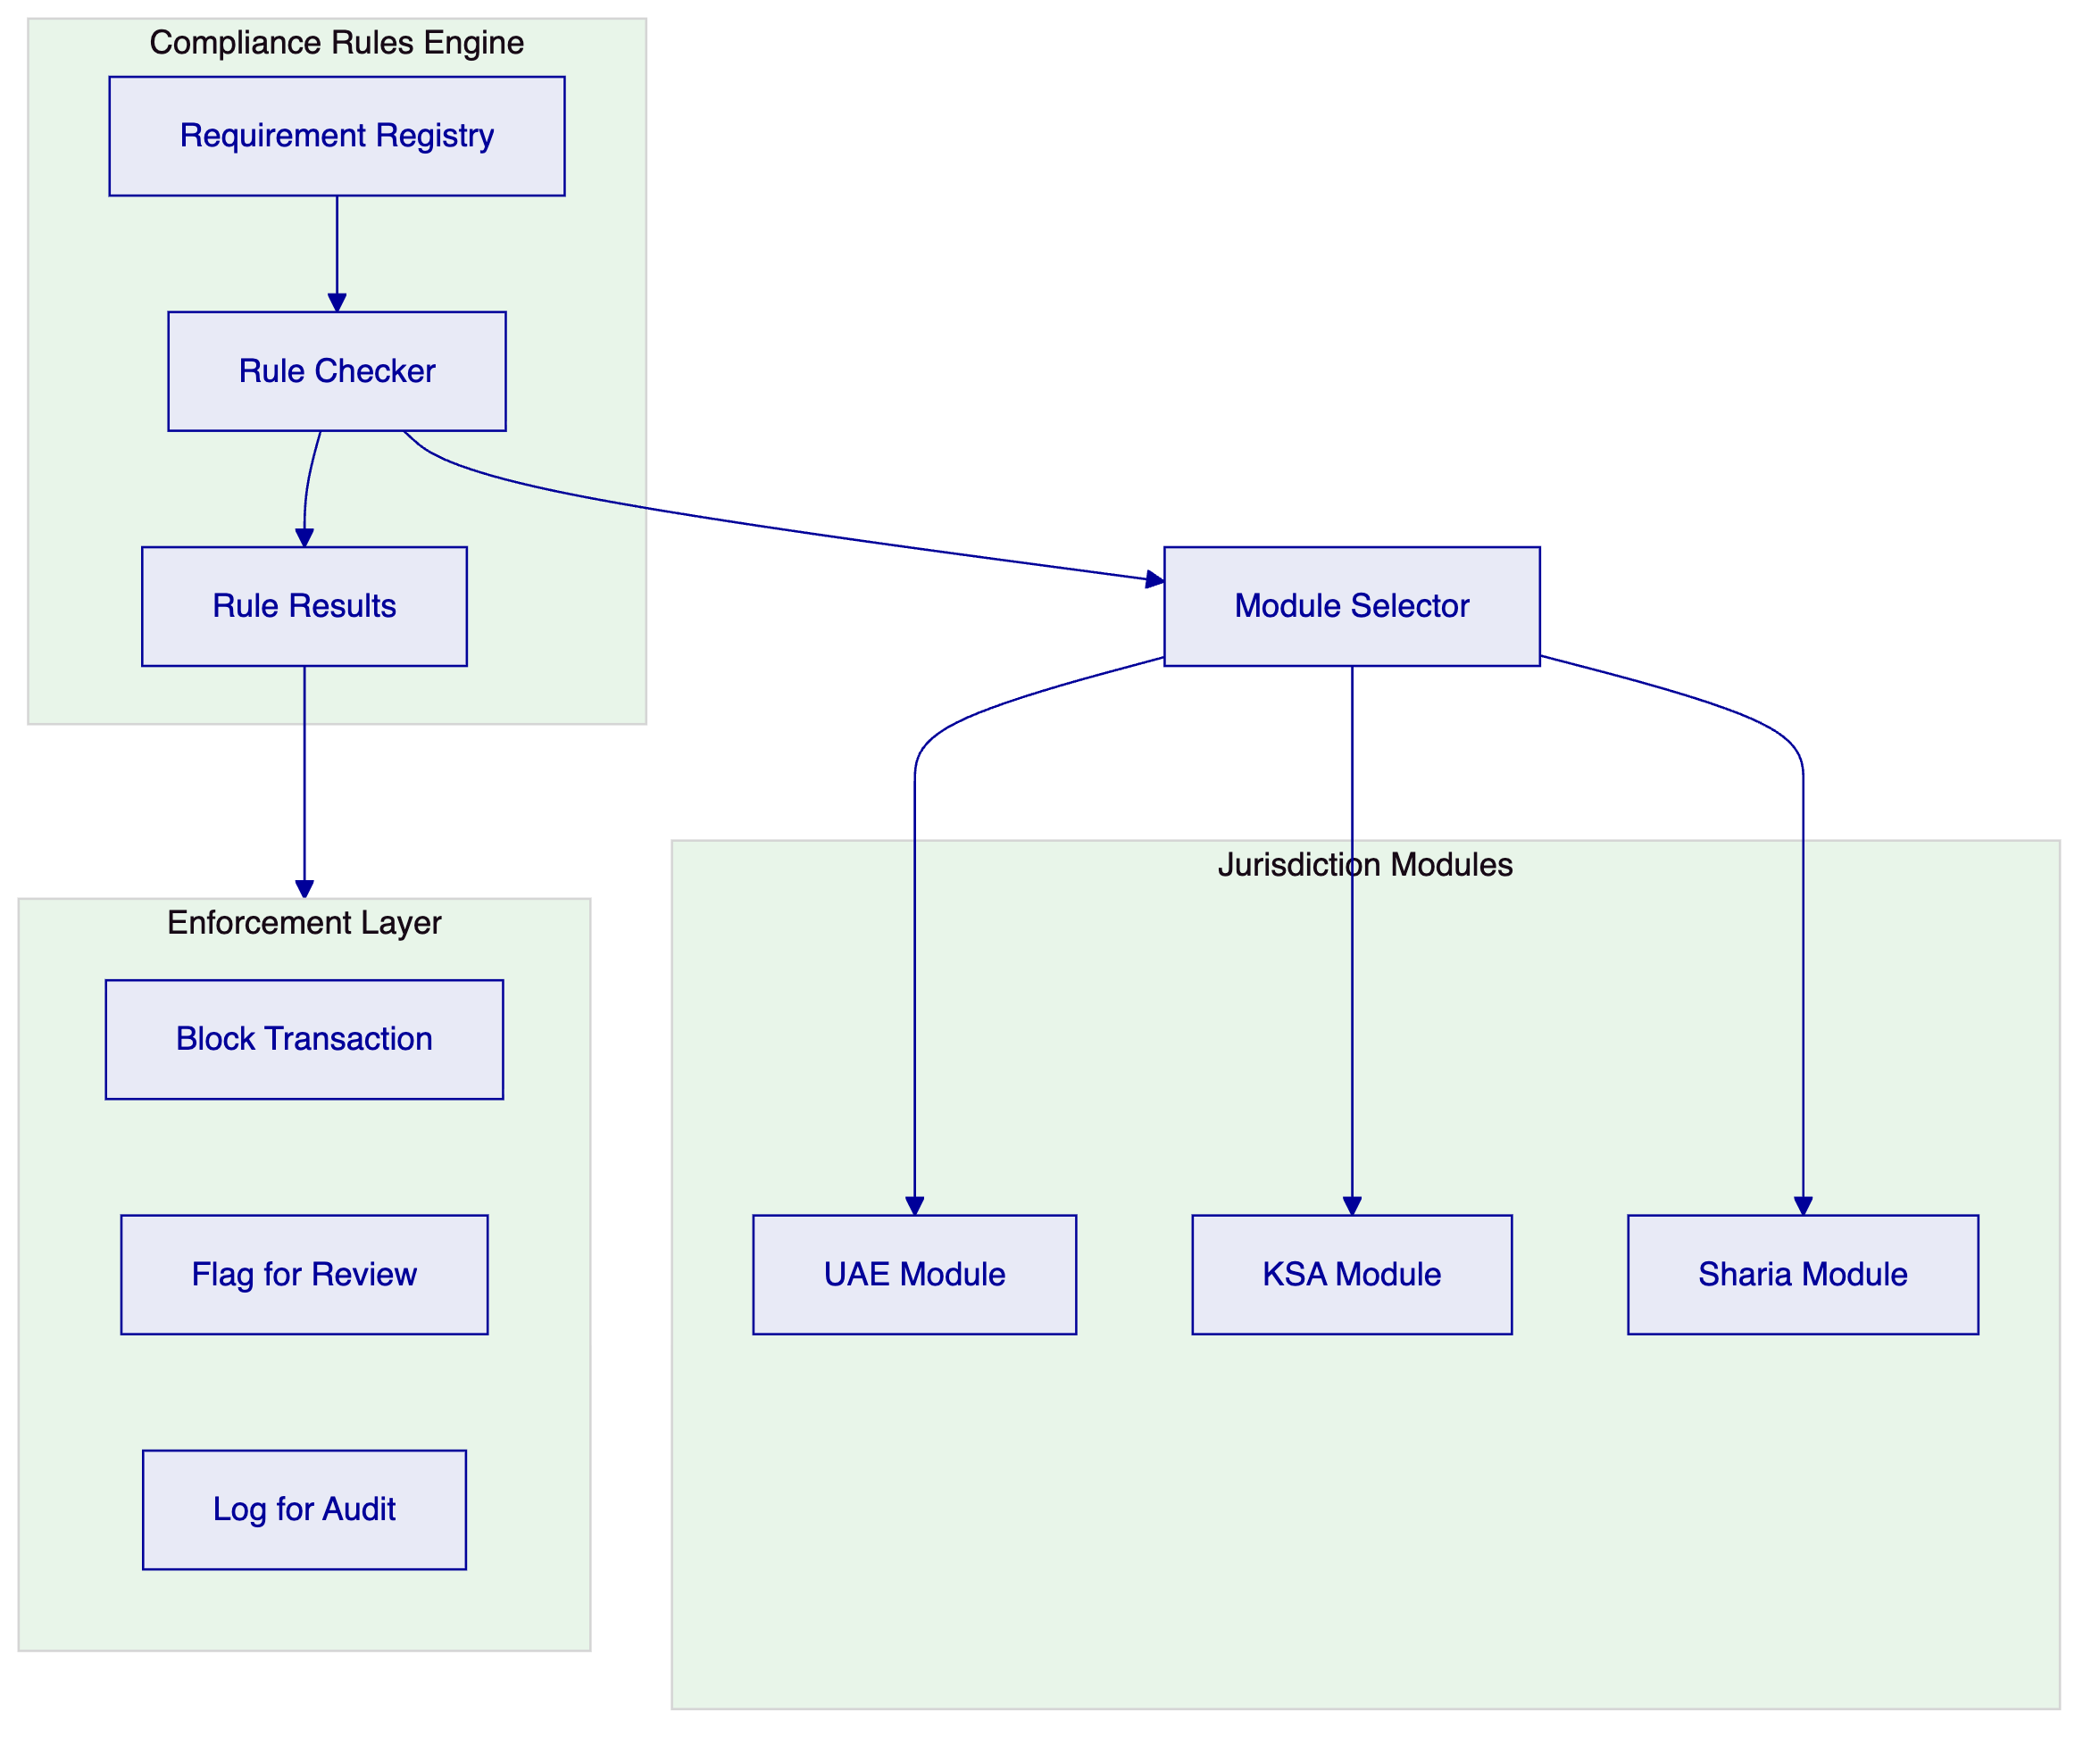 Compliance Rules Engine
Requirement Registry
Rule Checker
Rule Results
Module Selector
Jurisdiction Modules
Enforcement Layer
Block Transaction
Flag for Review
UAE Module
KSA Module
Sharia Module
Log for Audit